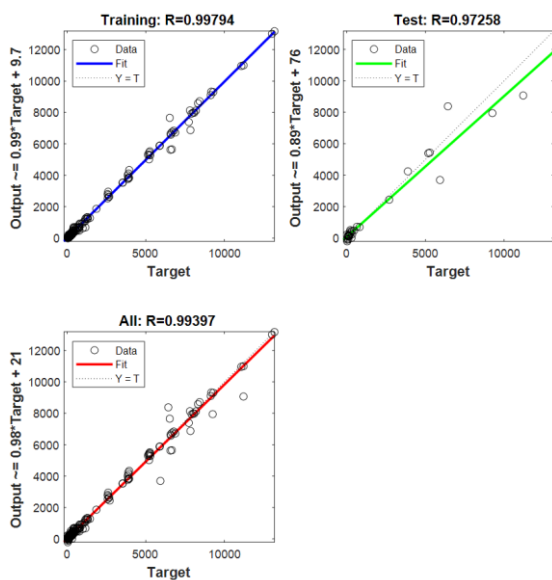 Training: R=0.99794
Output ~= 0.99*Target + 9.7
12000
10000
8000
6000
4000
2000
0
Data
Fit
Y = T
0
5000
10000
Target
Test: R=0.97258
Output ~= 0.89*Target + 76
12000
10000
8000
6000
4000
2000
0
Data
Fit
Y = T
0
5000
10000
Target
All: R=0.99397
Output ~= 0.98*Target + 21
12000
10000
8000
6000
4000
2000
0
Data
Fit
Y = T
0
5000
10000
Target